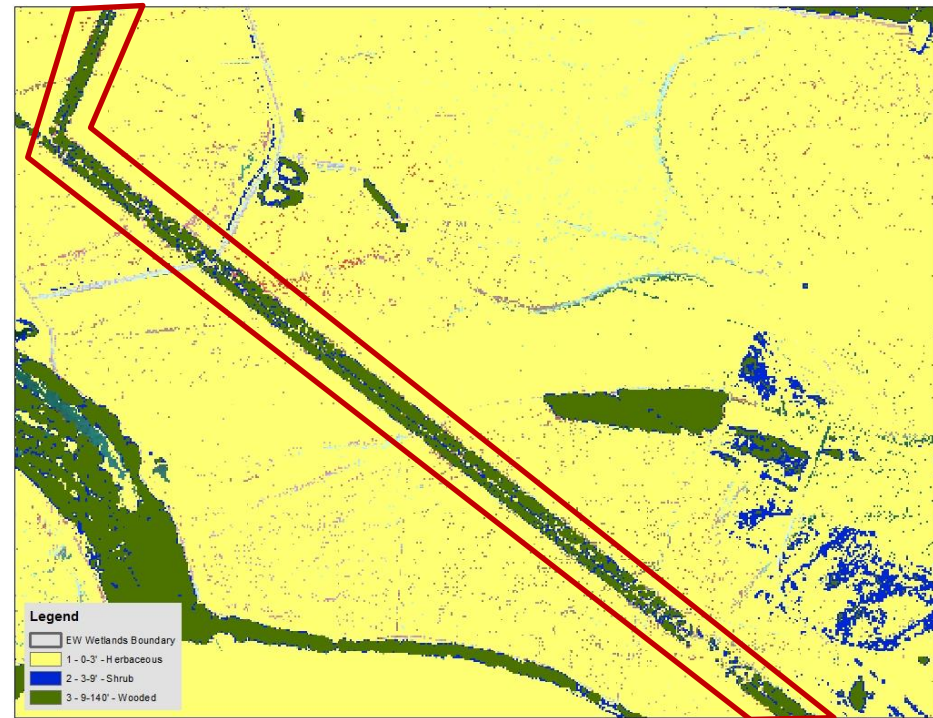 Legend
EW Wetlands Boundary
1 - 0-3' - Herbaceous
2 - 3-9' - Shrub
3 - 9-140' - Wooded